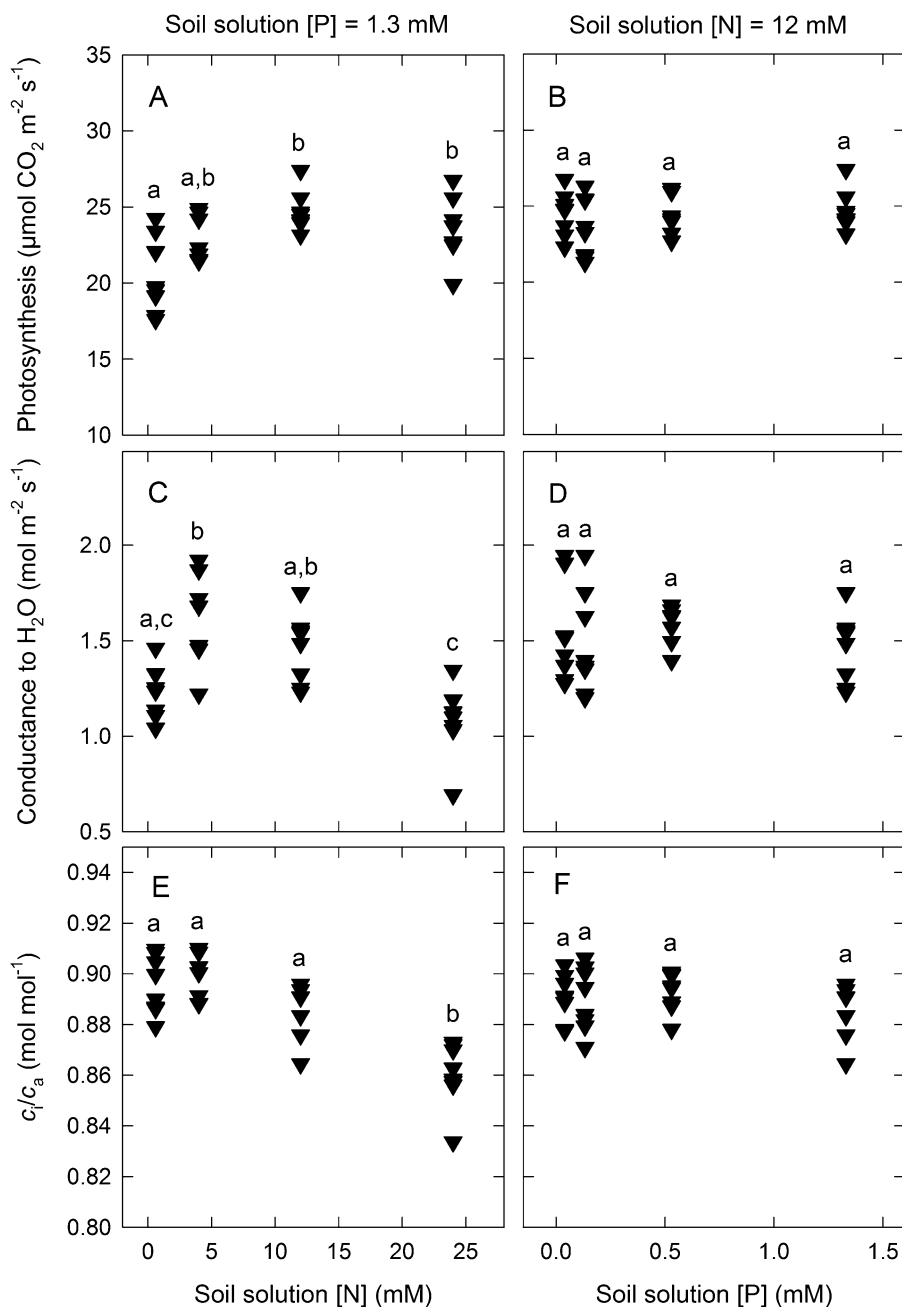 Soil solution [P] = 1.3 mM
Soil solution [N] = 12 mM
Photosynthesis (µmol CO₂ m⁻² s⁻¹)
35
30
25
20
15
10
A
a
a,b
b
b
B
a
a
a
a
Conductance to H₂O (mol m⁻² s⁻¹)
2.0
1.5
1.0
0.5
C
a,c
b
a,b
c
D
a
a
a
a
cᵢ/cₐ (mol mol⁻¹)
0.94
0.92
0.90
0.88
0.86
0.84
0.82
0.80
E
a
a
a
b
F
a
a
a
a
0 5 10 15 20 25
0.0 0.5 1.0 1.5
Soil solution [N] (mM)
Soil solution [P] (mM)